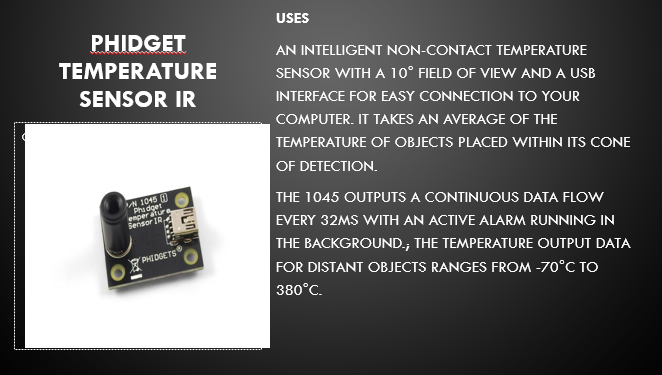 PHIDGET
TEMPERATURE
SENSOR IR
USES
AN INTELLIGENT NON-CONTACT TEMPERATURE
SENSOR WITH A 10° FIELD OF VIEW AND A USB
INTERFACE FOR EASY CONNECTION TO YOUR
COMPUTER. IT TAKES AN AVERAGE OF THE
TEMPERATURE OF OBJECTS PLACED WITHIN ITS CONE
OF DETECTION.
THE 1045 OUTPUTS A CONTINUOUS DATA FLOW
EVERY 32MS WITH AN ACTIVE ALARM RUNNING IN
THE BACKGROUND.; THE TEMPERATURE OUTPUT DATA
FOR DISTANT OBJECTS RANGES FROM -70°C TO
380°C.
P/N 1045
Phidget
Temperature
Sensor IR
PHIDGETS®